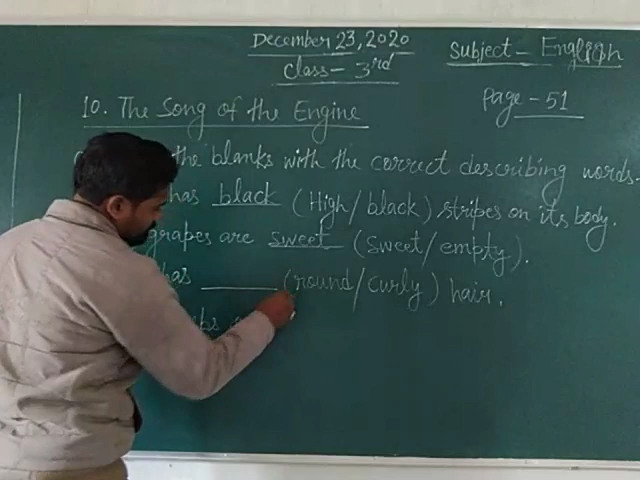 December 23, 2020
Subject - English
Class - 3rd
Page - 51
10. The Song of the Engine
the blanks with the correct describing words.
has black (High/black) stripes on its body.
grapes are sweet (sweet/empty).
has ______ (round/curly) hair.